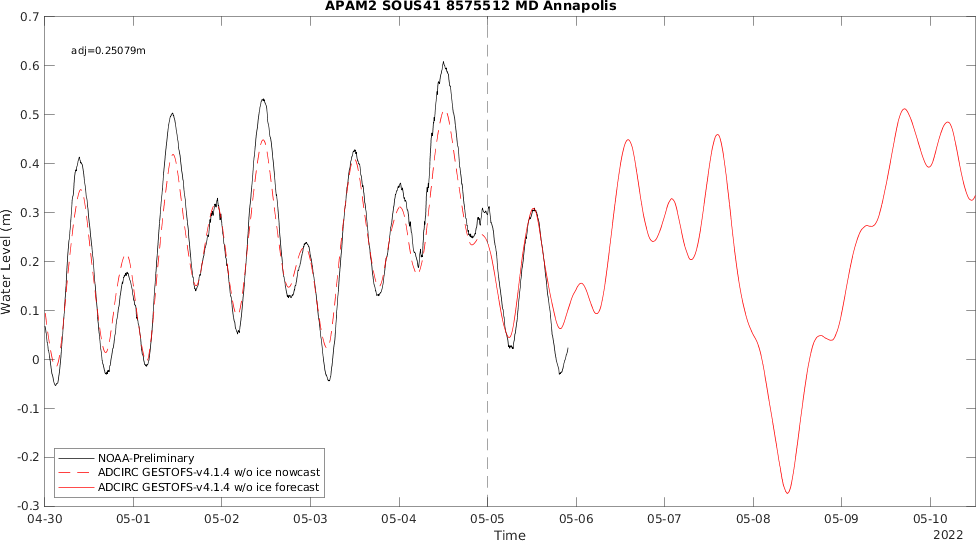 APAM2 SOUS41 8575512 MD Annapolis
adj=0.25079m
0.7
0.6
0.5
0.4
0.3
0.2
0.1
0
-0.1
-0.2
-0.3
Water Level (m)
NOAA-Preliminary
ADCIRC GESTOFS-v4.1.4 w/o ice nowcast
ADCIRC GESTOFS-v4.1.4 w/o ice forecast
04-30 05-01 05-02 05-03 05-04 05-05 05-06 05-07 05-08 05-09 05-10
Time
2022